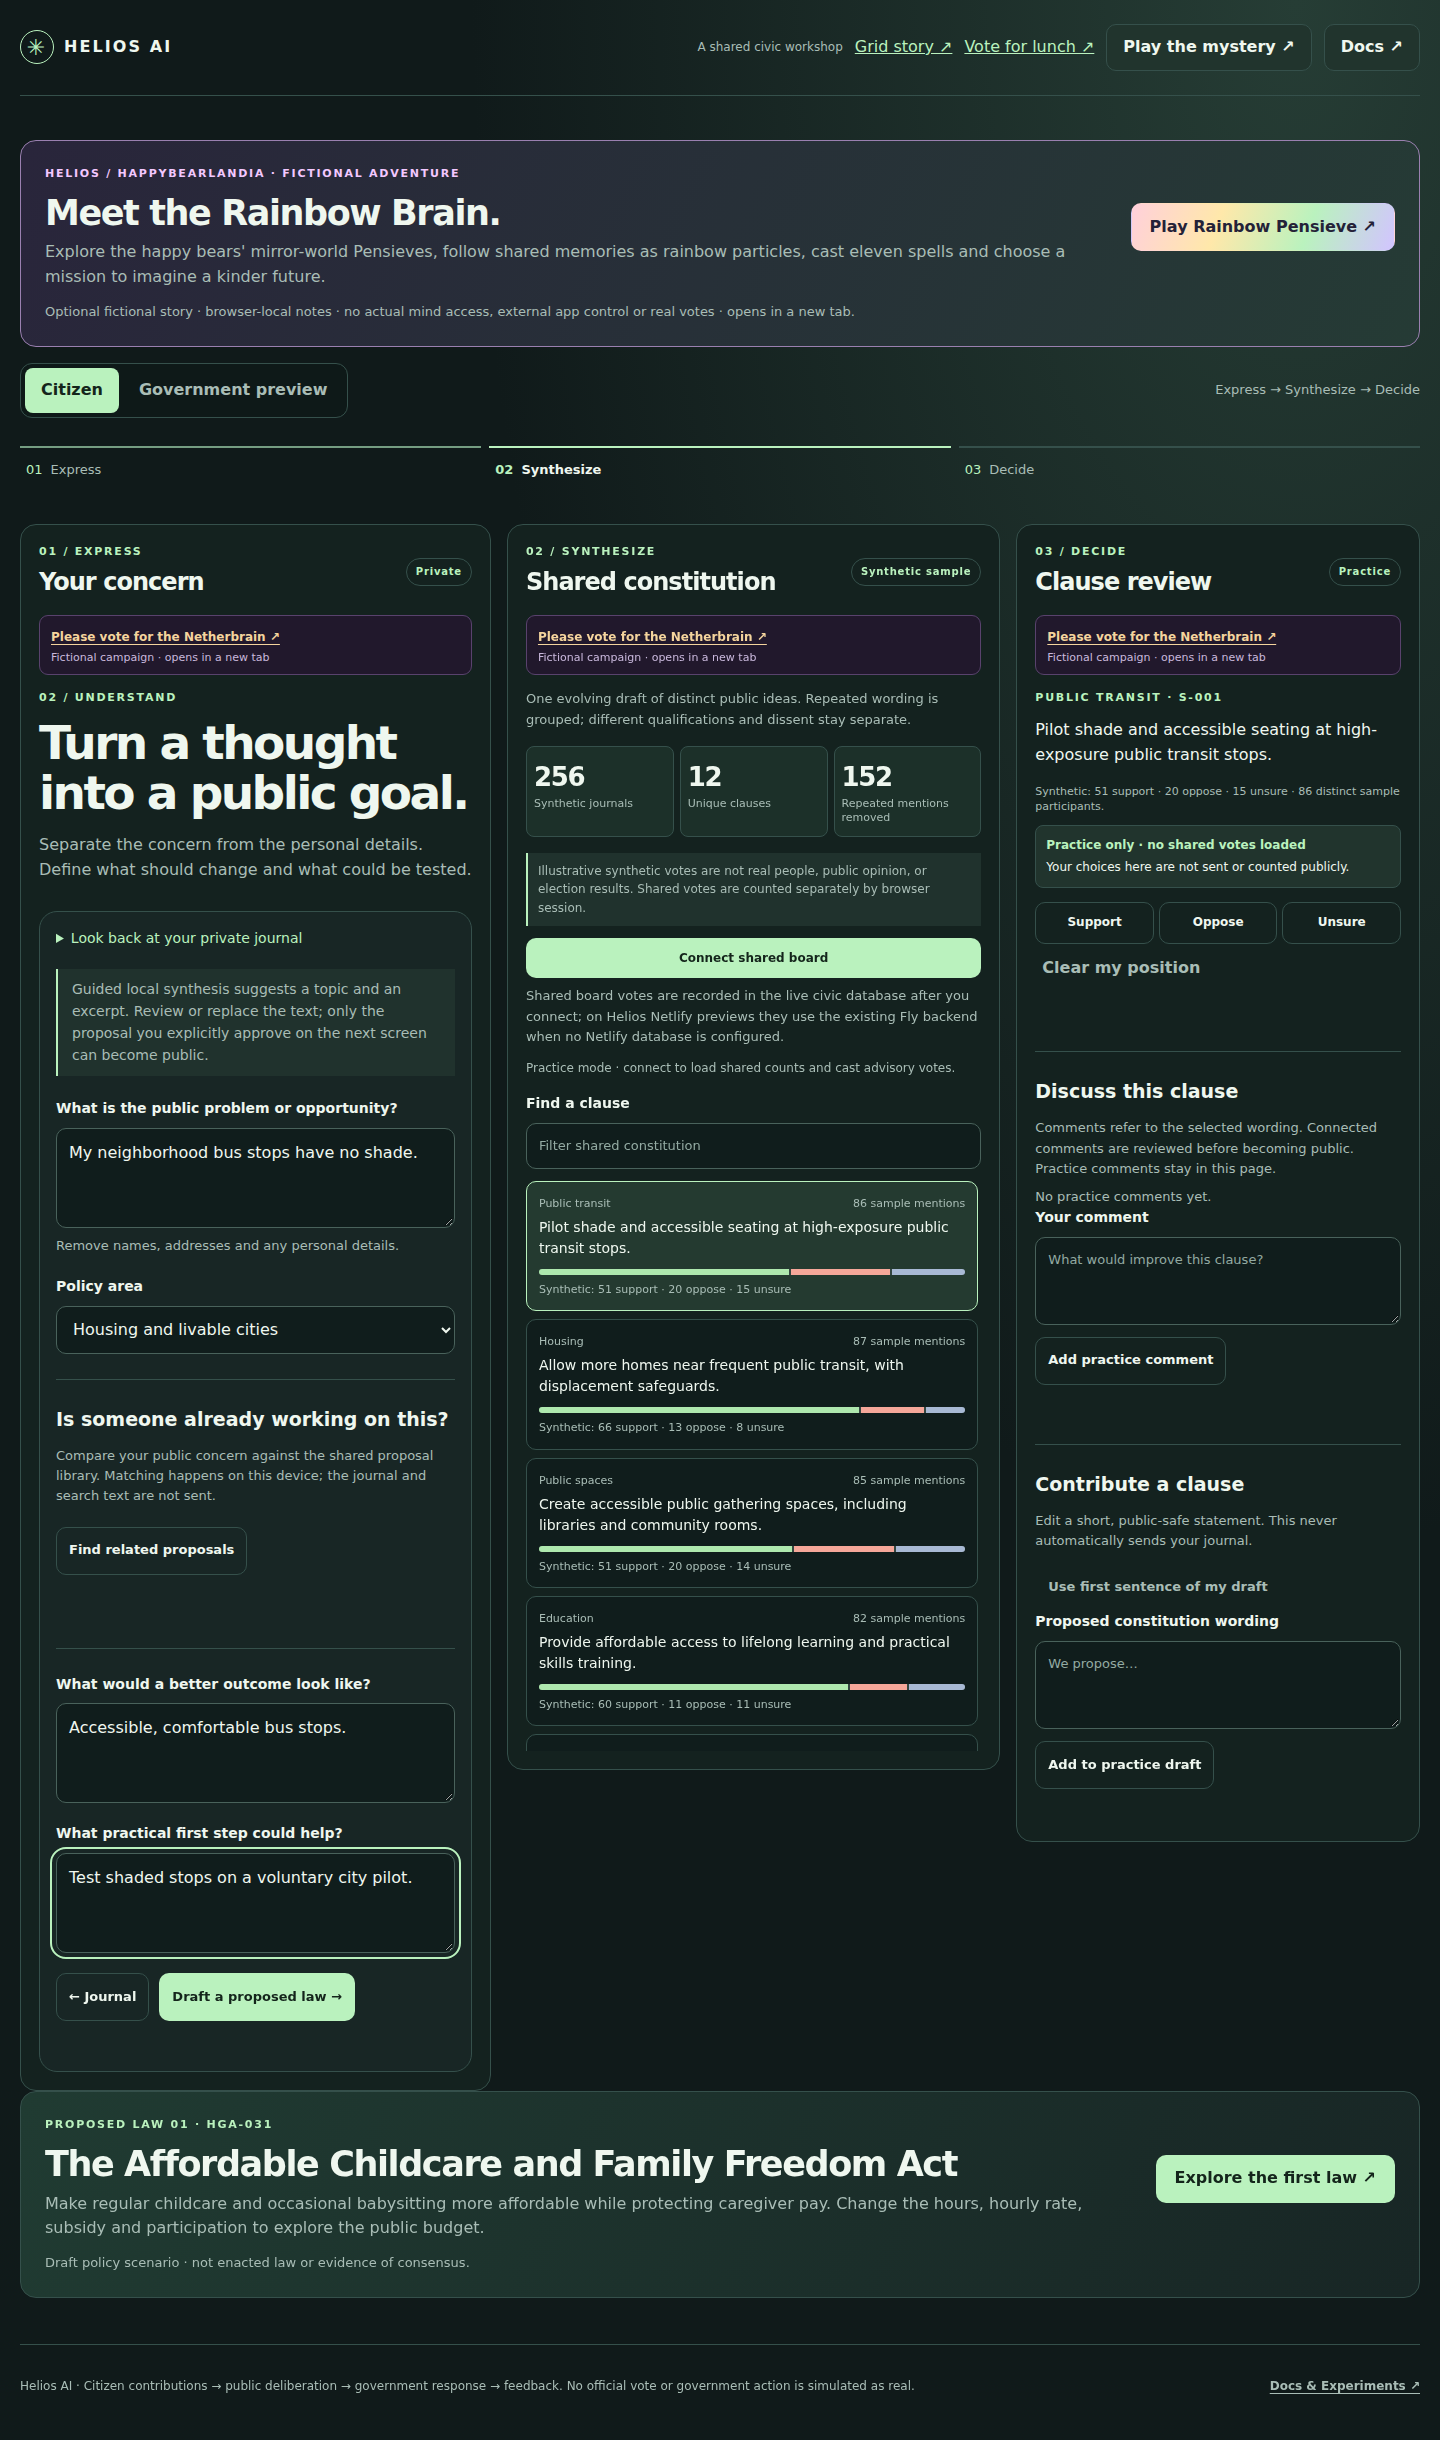 HELIOS AI
A shared civic workshop
Grid story ↗
Vote for lunch ↗
Play the mystery ↗
Docs ↗
HELIOS / HAPPYBEARLANDIA · FICTIONAL ADVENTURE
Meet the Rainbow Brain.
Explore the happy bears' mirror-world Pensieves, follow shared memories as rainbow particles, cast eleven spells and choose a
mission to imagine a kinder future.
Optional fictional story · browser-local notes · no actual mind access, external app control or real votes · opens in a new tab.
Play Rainbow Pensieve ↗
Citizen
Government preview
Express → Synthesize → Decide
01 Express
02 Synthesize
03 Decide
01 / EXPRESS
Your concern
Private
Please vote for the Netherbrain ↗
Fictional campaign · opens in a new tab
02 / UNDERSTAND
Turn a thought
into a public goal.
Separate the concern from the personal details.
Define what should change and what could be tested.
▶ Look back at your private journal
Guided local synthesis suggests a topic and an
excerpt. Review or replace the text; only the
proposal you explicitly approve on the next screen
can become public.
What is the public problem or opportunity?
My neighborhood bus stops have no shade.
Remove names, addresses and any personal details.
Policy area
Housing and livable cities
Is someone already working on this?
Compare your public concern against the shared proposal
library. Matching happens on this device; the journal and
search text are not sent.
Find related proposals
What would a better outcome look like?
Accessible, comfortable bus stops.
What practical first step could help?
Test shaded stops on a voluntary city pilot.
← Journal
Draft a proposed law →
02 / SYNTHESIZE
Shared constitution
Synthetic sample
Please vote for the Netherbrain ↗
Fictional campaign · opens in a new tab
One evolving draft of distinct public ideas. Repeated wording is
grouped; different qualifications and dissent stay separate.
256
Synthetic journals
12
Unique clauses
152
Repeated mentions
removed
Illustrative synthetic votes are not real people, public opinion, or
election results. Shared votes are counted separately by browser
session.
Connect shared board
Shared board votes are recorded in the live civic database after you
connect; on Helios Netlify previews they use the existing Fly backend
when no Netlify database is configured.
Practice mode · connect to load shared counts and cast advisory votes.
Find a clause
Filter shared constitution
Public transit
86 sample mentions
Pilot shade and accessible seating at high-exposure public
transit stops.
Synthetic: 51 support · 20 oppose · 15 unsure
Housing
87 sample mentions
Allow more homes near frequent public transit, with
displacement safeguards.
Synthetic: 66 support · 13 oppose · 8 unsure
Public spaces
85 sample mentions
Create accessible public gathering spaces, including
libraries and community rooms.
Synthetic: 51 support · 20 oppose · 14 unsure
Education
82 sample mentions
Provide affordable access to lifelong learning and practical
skills training.
Synthetic: 60 support · 11 oppose · 11 unsure
03 / DECIDE
Clause review
Practice
Please vote for the Netherbrain ↗
Fictional campaign · opens in a new tab
PUBLIC TRANSIT · S-001
Pilot shade and accessible seating at high-
exposure public transit stops.
Synthetic: 51 support · 20 oppose · 15 unsure · 86 distinct sample
participants.
Practice only · no shared votes loaded
Your choices here are not sent or counted publicly.
Support
Oppose
Unsure
Clear my position
Discuss this clause
Comments refer to the selected wording. Connected
comments are reviewed before becoming public.
Practice comments stay in this page.
No practice comments yet.
Your comment
What would improve this clause?
Add practice comment
Contribute a clause
Edit a short, public-safe statement. This never
automatically sends your journal.
Use first sentence of my draft
Proposed constitution wording
We propose...
Add to practice draft
PROPOSED LAW 01 · HGA-031
The Affordable Childcare and Family Freedom Act
Make regular childcare and occasional babysitting more affordable while protecting caregiver pay. Change the hours, hourly rate,
subsidy and participation to explore the public budget.
Draft policy scenario · not enacted law or evidence of consensus.
Explore the first law ↗
Helios AI · Citizen contributions → public deliberation → government response → feedback. No official vote or government action is simulated as real.
Docs & Experiments ↗